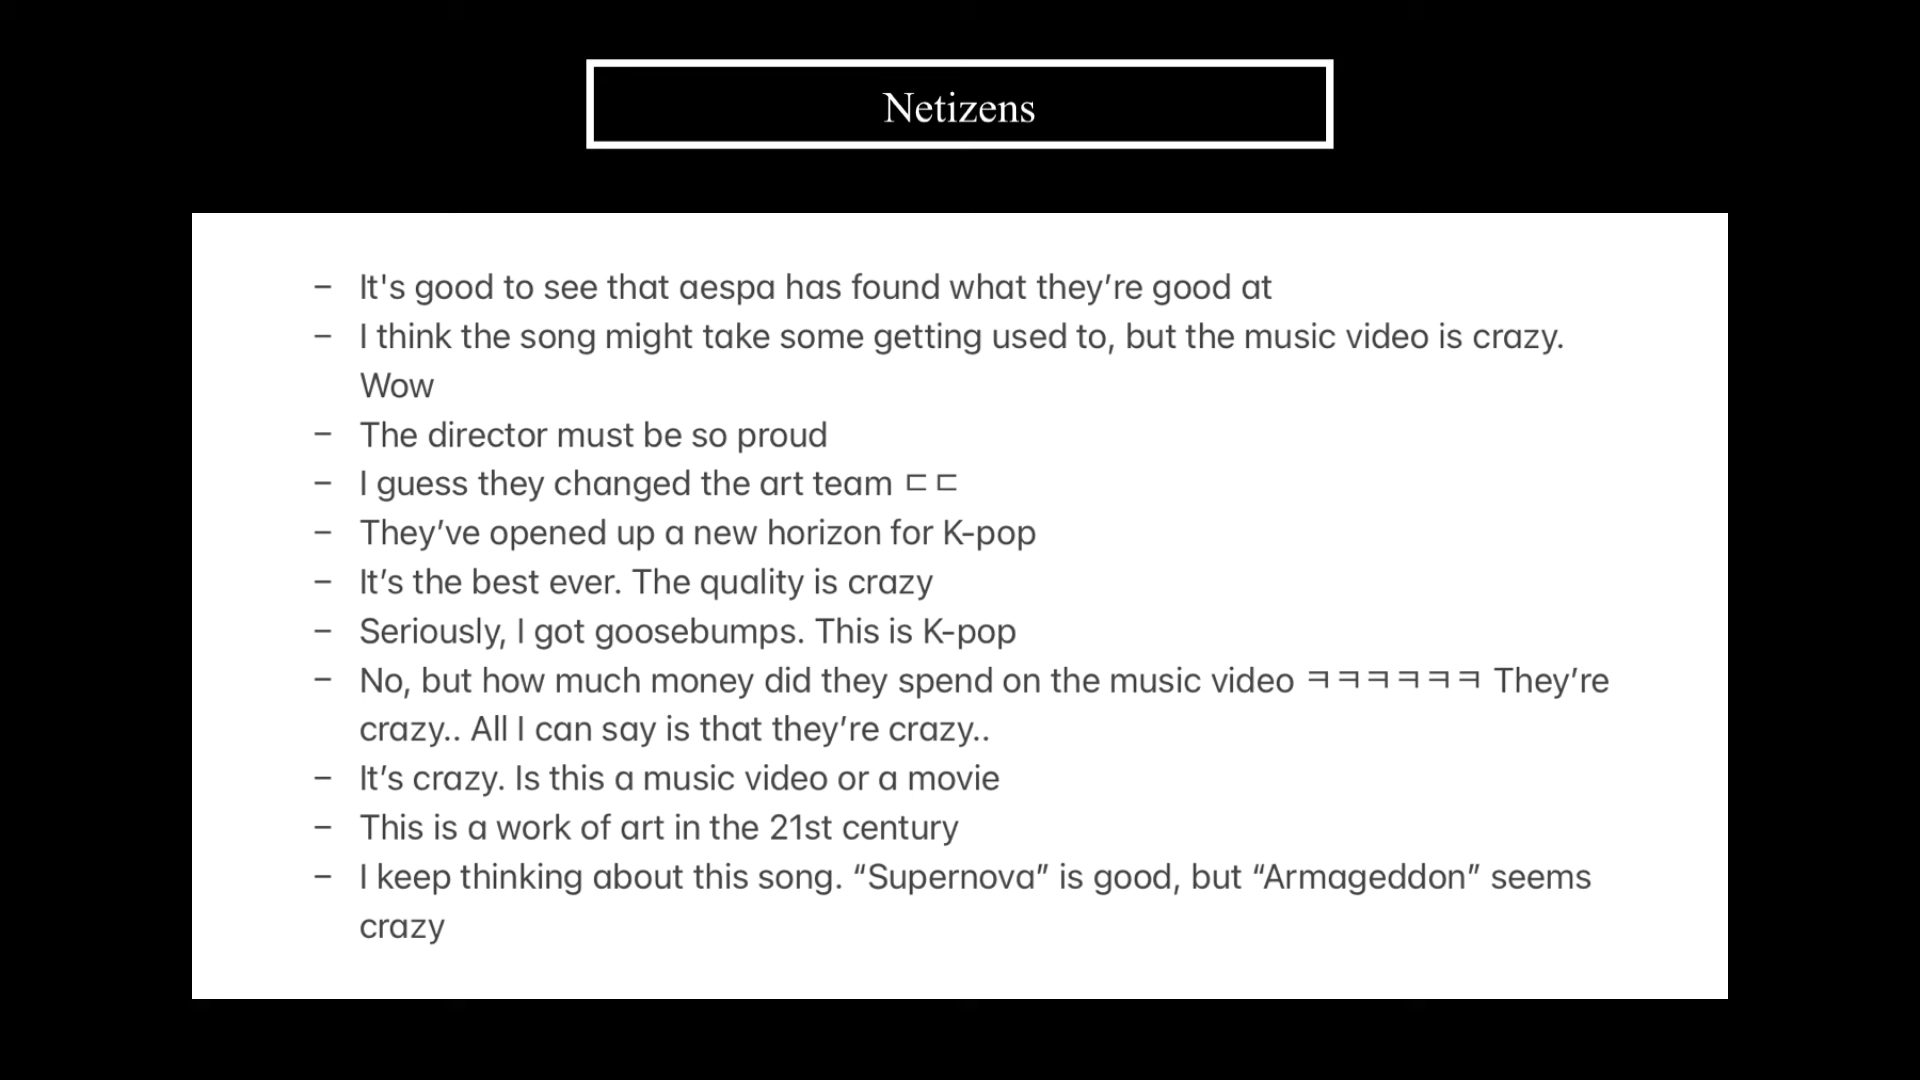 Netizens
– It's good to see that aespa has found what they’re good at
– I think the song might take some getting used to, but the music video is crazy.
Wow
– The director must be so proud
– I guess they changed the art team ㄷㄷ
– They’ve opened up a new horizon for K-pop
– It’s the best ever. The quality is crazy
– Seriously, I got goosebumps. This is K-pop
– No, but how much money did they spend on the music video ㅋㅋㅋㅋㅋㅋ They’re
crazy.. All I can say is that they’re crazy..
– It’s crazy. Is this a music video or a movie
– This is a work of art in the 21st century
– I keep thinking about this song. “Supernova” is good, but “Armageddon” seems
crazy